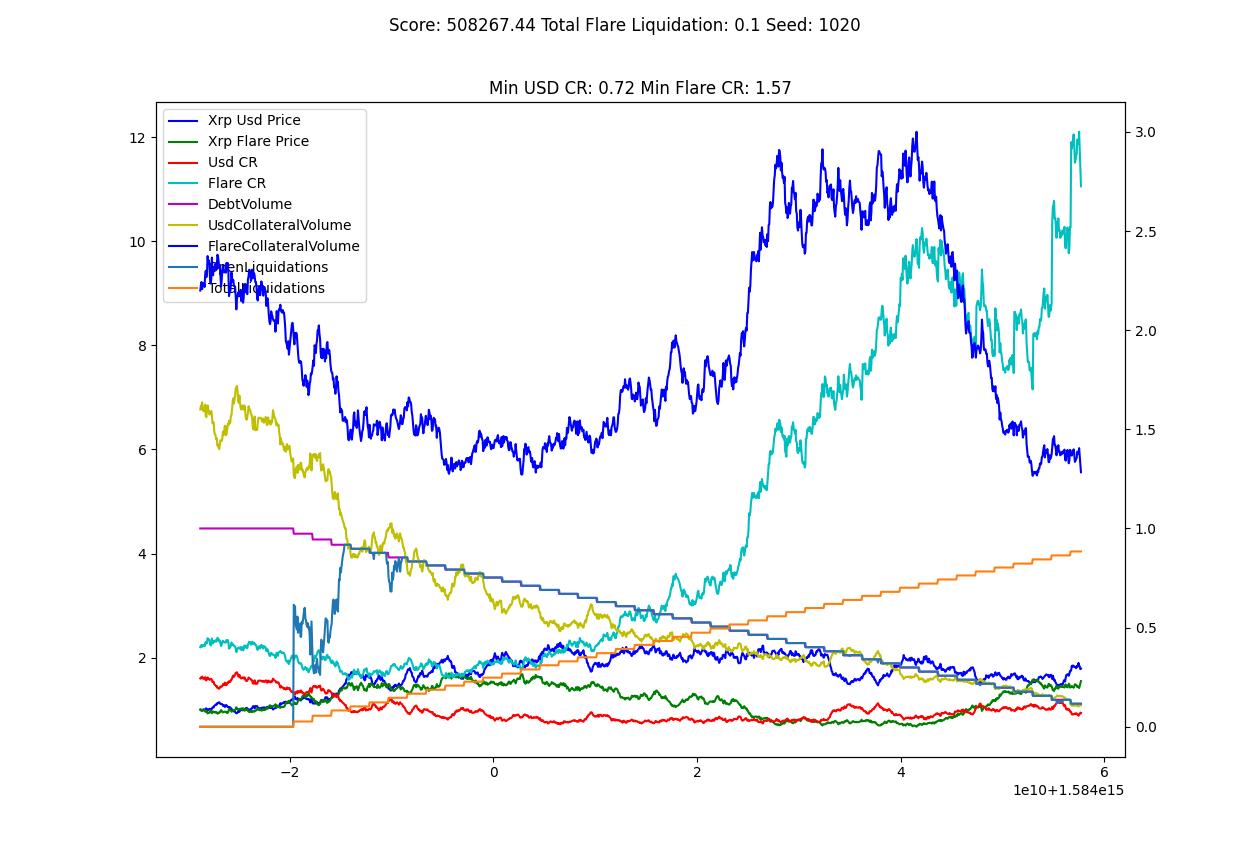 Score: 508267.44 Total Flare Liquidation: 0.1 Seed: 1020
Min USD CR: 0.72 Min Flare CR: 1.57
Xrp Usd Price
Xrp Flare Price
Usd CR
Flare CR
DebtVolume
UsdCollateralVolume
FlareCollateralVolume
OpenLiquidations
TotalLiquidations
12
10
8
6
4
2
3.0
2.5
2.0
1.5
1.0
0.5
0.0
−2
0
2
4
6
1e10+1.584e15